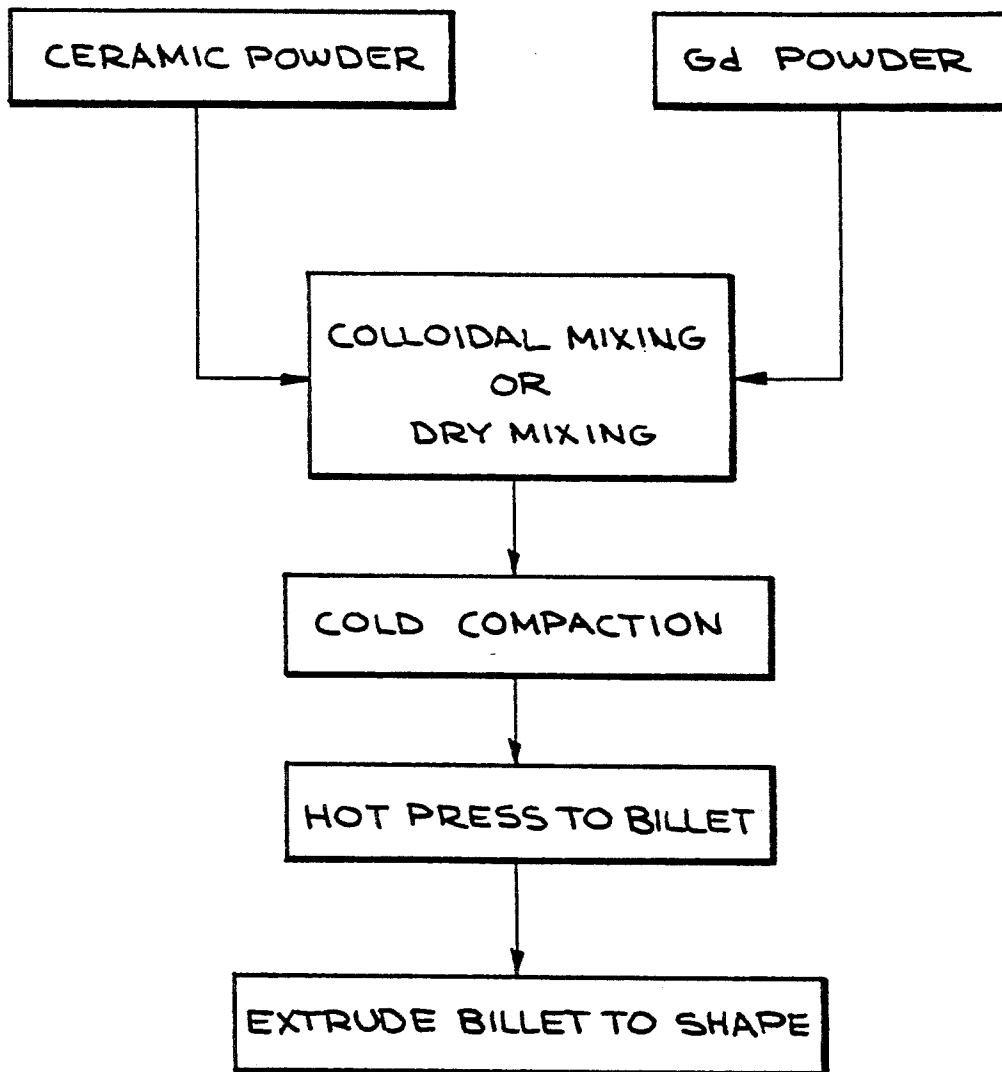 CERAMIC POWDER
Gd POWDER
COLLOIDAL MIXING
OR
DRY MIXING
COLD COMPACTION
HOT PRESS TO BILLET
EXTRUDE BILLET TO SHAPE